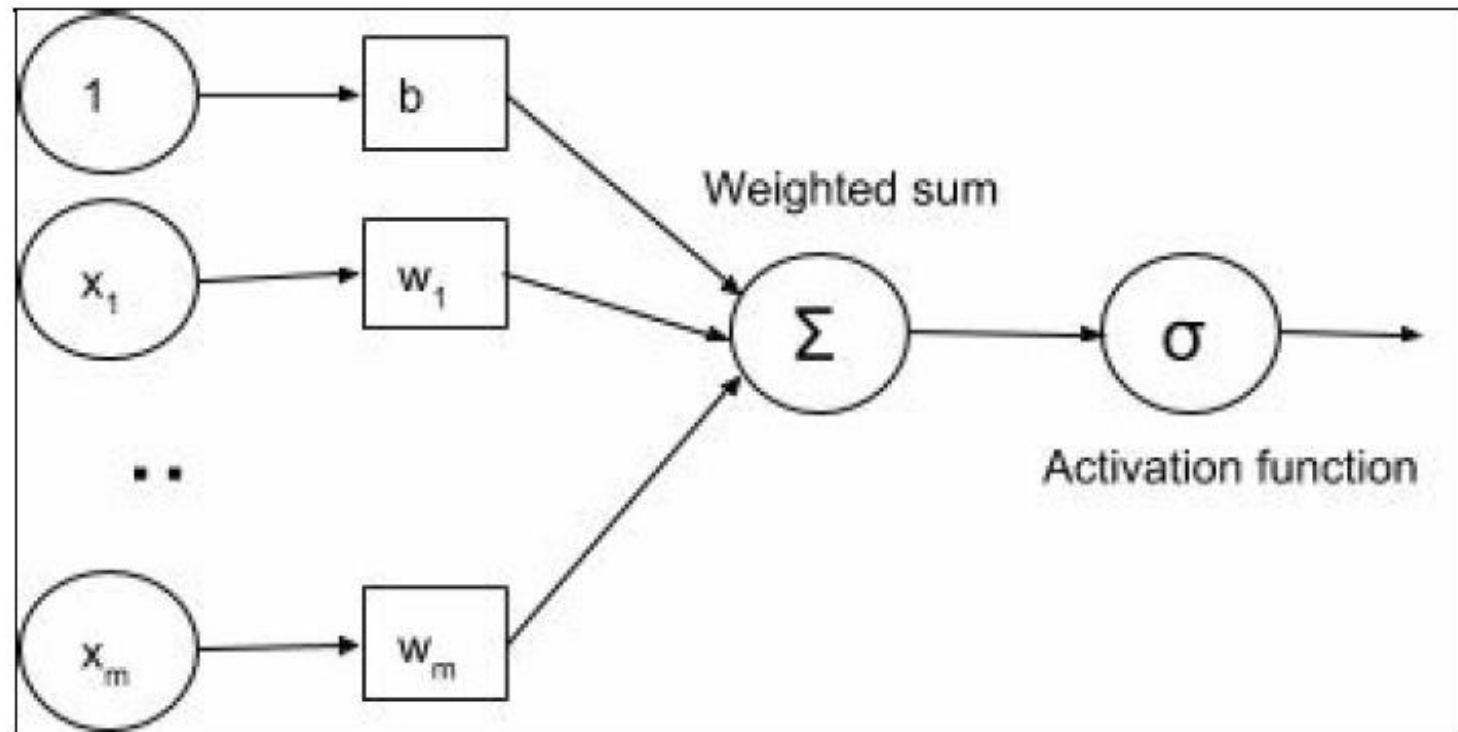 1
b
Weighted sum
x₁
w₁
Σ
σ
Activation function
..
xₘ
wₘ